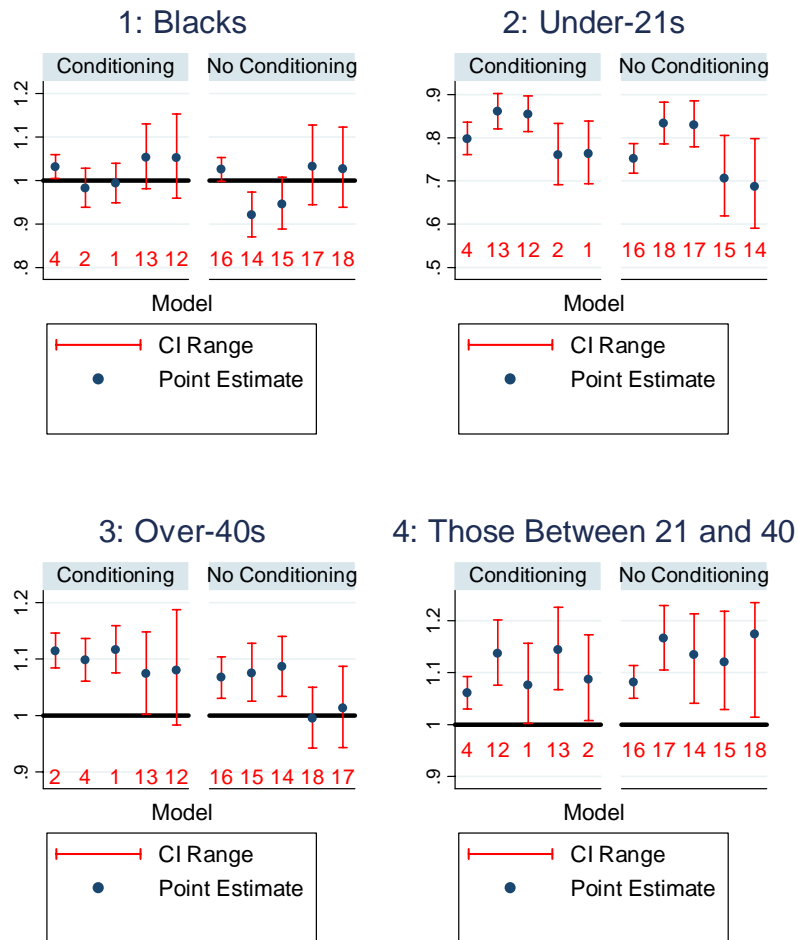 1: Blacks
Conditioning No Conditioning
1.2
1.1
1
.9
.8
4 2 1 13 12 16 14 15 17 18
Model
CI Range
Point Estimate
2: Under-21s
Conditioning No Conditioning
.9
.8
.7
.6
.5
4 13 12 2 1 16 18 17 15 14
Model
CI Range
Point Estimate
3: Over-40s
Conditioning No Conditioning
1.2
1.1
1
.9
2 4 1 13 12 16 15 14 18 17
Model
CI Range
Point Estimate
4: Those Between 21 and 40
Conditioning No Conditioning
1.2
1.1
1
.9
4 12 1 13 2 16 17 14 15 18
Model
CI Range
Point Estimate